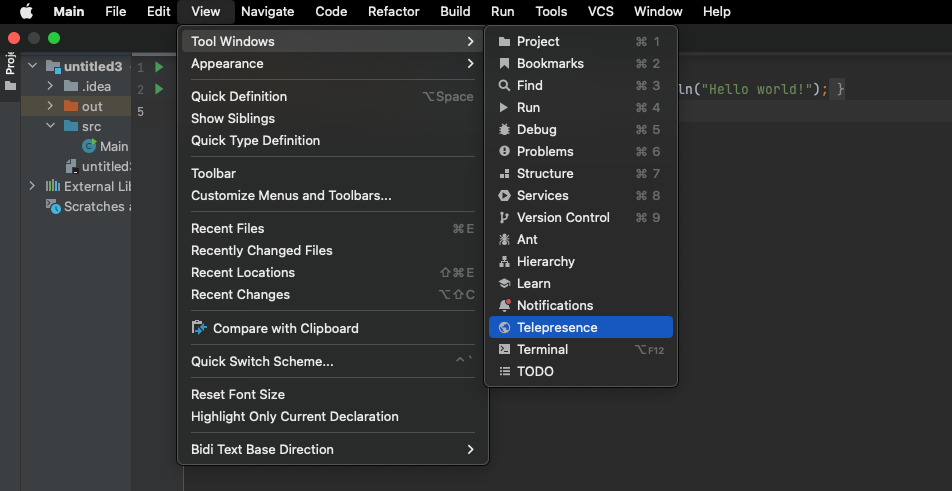 Main File Edit View Navigate Code Refactor Build Run Tools VCS Window Help
Proje
untitled3
.idea
out
src
Main
untitled3
External Lib
Scratches a
1
2
5
ln("Hello world!"); }
Tool Windows
Appearance
Quick Definition ⌥Space
Show Siblings
Quick Type Definition
Toolbar
Customize Menus and Toolbars...
Recent Files ⌘E
Recently Changed Files
Recent Locations ⇧⌘E
Recent Changes ⌥⇧C
Compare with Clipboard
Quick Switch Scheme... ^`
Reset Font Size
Highlight Only Current Declaration
Bidi Text Base Direction
Project ⌘ 1
Bookmarks ⌘ 2
Find ⌘ 3
Run ⌘ 4
Debug ⌘ 5
Problems ⌘ 6
Structure ⌘ 7
Services ⌘ 8
Version Control ⌘ 9
Ant
Hierarchy
Learn
Notifications
Telepresence
Terminal ⌥F12
TODO